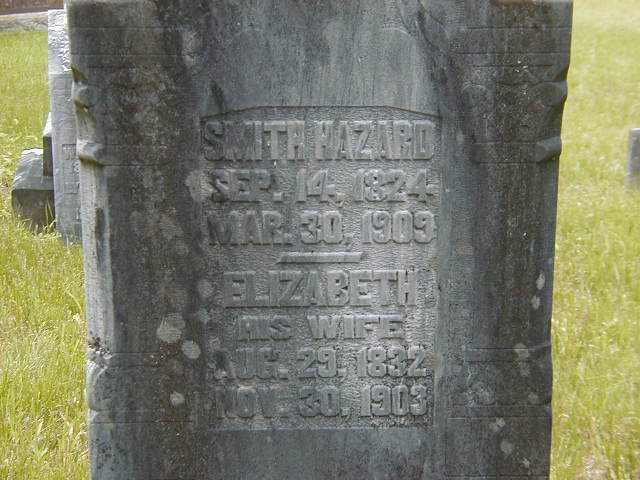 SMITH HAZARD
SEP. 14, 1824
MAR. 30, 1909
ELIZABETH
HIS WIFE
AUG. 29, 1832
NOV. 30, 1903